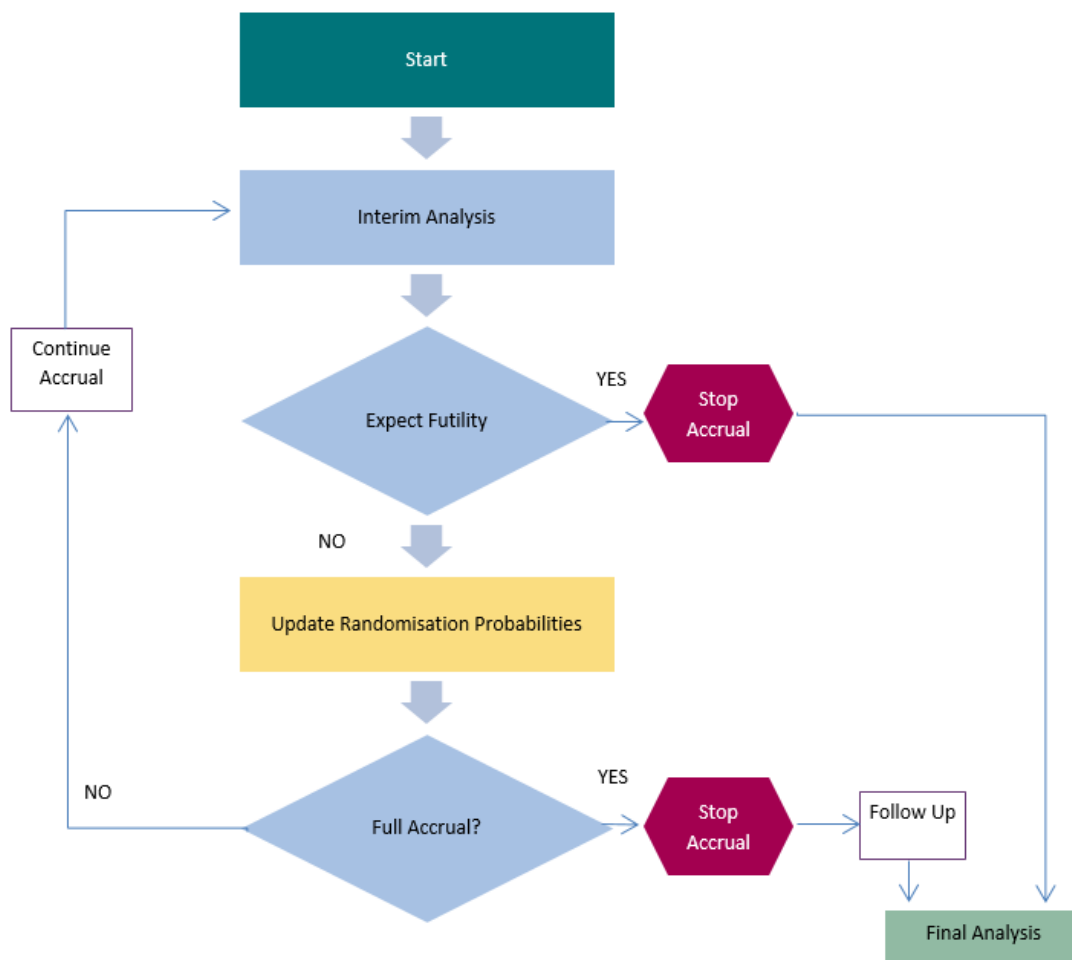 Start
Interim Analysis
Continue
Accrual
YES
Stop
Accrual
Expect Futility
NO
Update Randomisation Probabilities
NO
YES
Full Accrual?
Stop
Accrual
Follow Up
Final Analysis